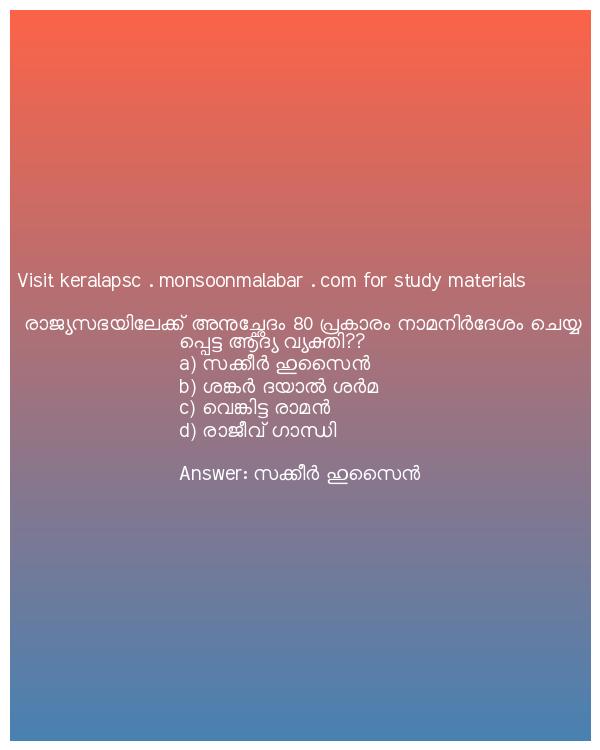 Visit keralapsc . monsoonmalabar . com for study materials
രാജ്യസഭയിലേക്ക് അനുച്ഛേദം 80 പ്രകാരം നാമനിർദേശം ചെയ്യ
പ്പെട്ട ആദ്യ വ്യക്തി??
a) സക്കീർ ഹുസൈൻ
b) ശങ്കർ ദയാൽ ശർമ
c) വെങ്കിട്ട രാമൻ
d) രാജീവ് ഗാന്ധി
Answer: സക്കീർ ഹുസൈൻ